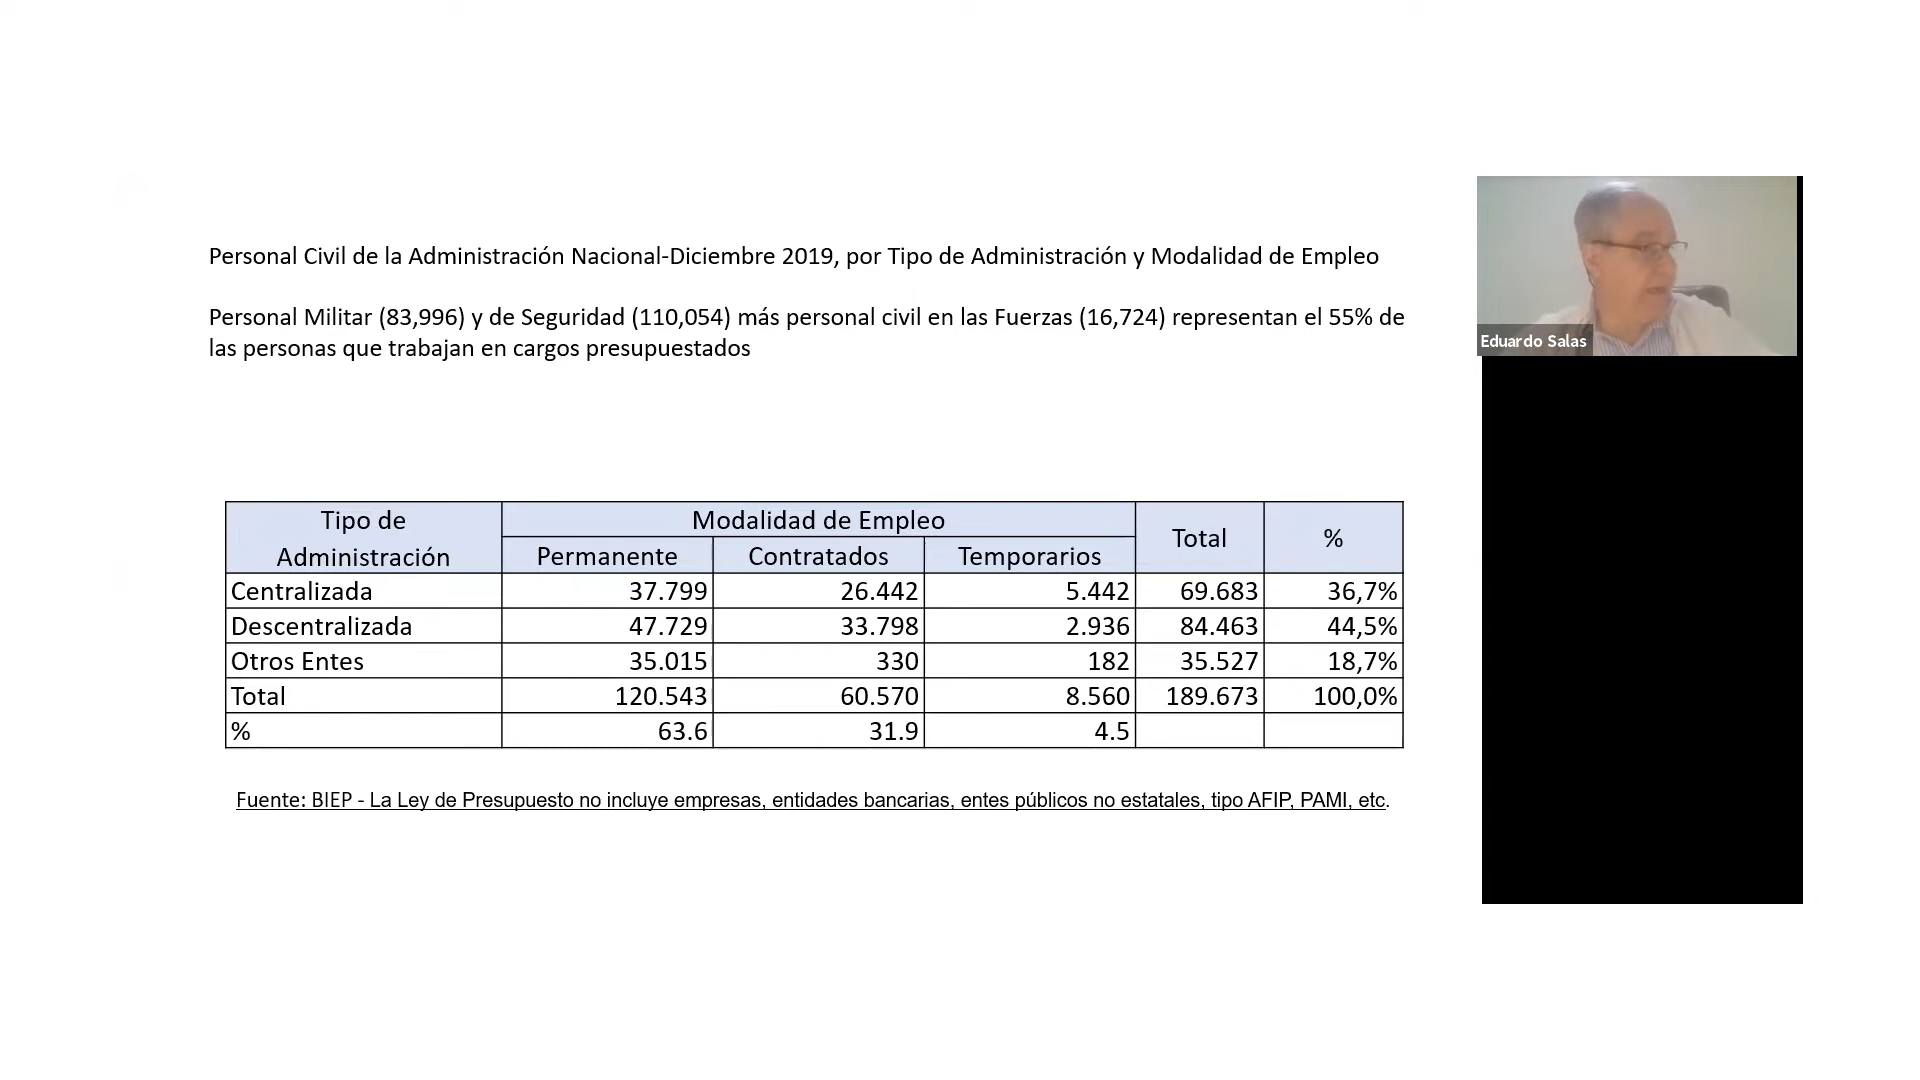 Personal Civil de la Administración Nacional-Diciembre 2019, por Tipo de Administración y Modalidad de Empleo
Personal Militar (83,996) y de Seguridad (110,054) más personal civil en las Fuerzas (16,724) representan el 55% de
las personas que trabajan en cargos presupuestados
Eduardo Salas
Tipo de Administración Modalidad de Empleo Total %
Permanente Contratados Temporarios
Centralizada 37.799 26.442 5.442 69.683 36,7%
Descentralizada 47.729 33.798 2.936 84.463 44,5%
Otros Entes 35.015 330 182 35.527 18,7%
Total 120.543 60.570 8.560 189.673 100,0%
% 63.6 31.9 4.5
Fuente: BIEP - La Ley de Presupuesto no incluye empresas, entidades bancarias, entes públicos no estatales, tipo AFIP, PAMI, etc.